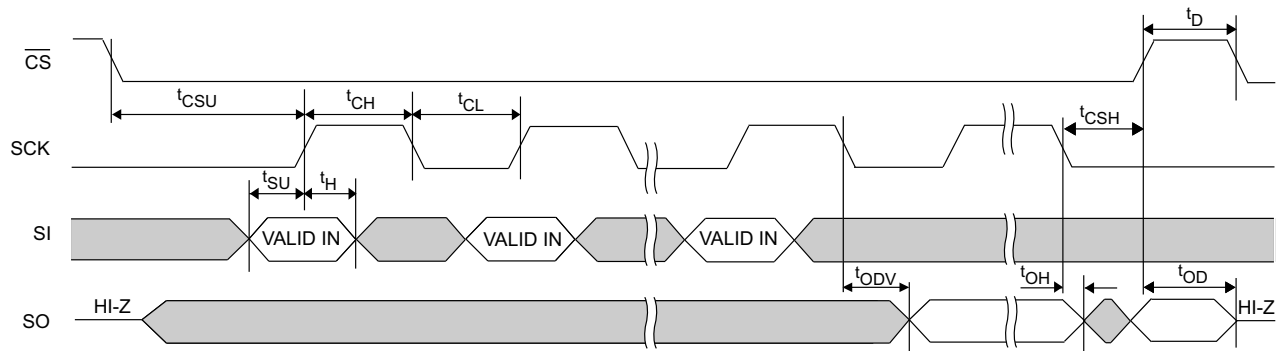 t_D
C̅S̅
t_CSU t_CH t_CL t_CSH
SCK
t_SU t_H
SI VALID IN VALID IN VALID IN
t_ODV t_OH t_OD
HI-Z HI-Z
SO